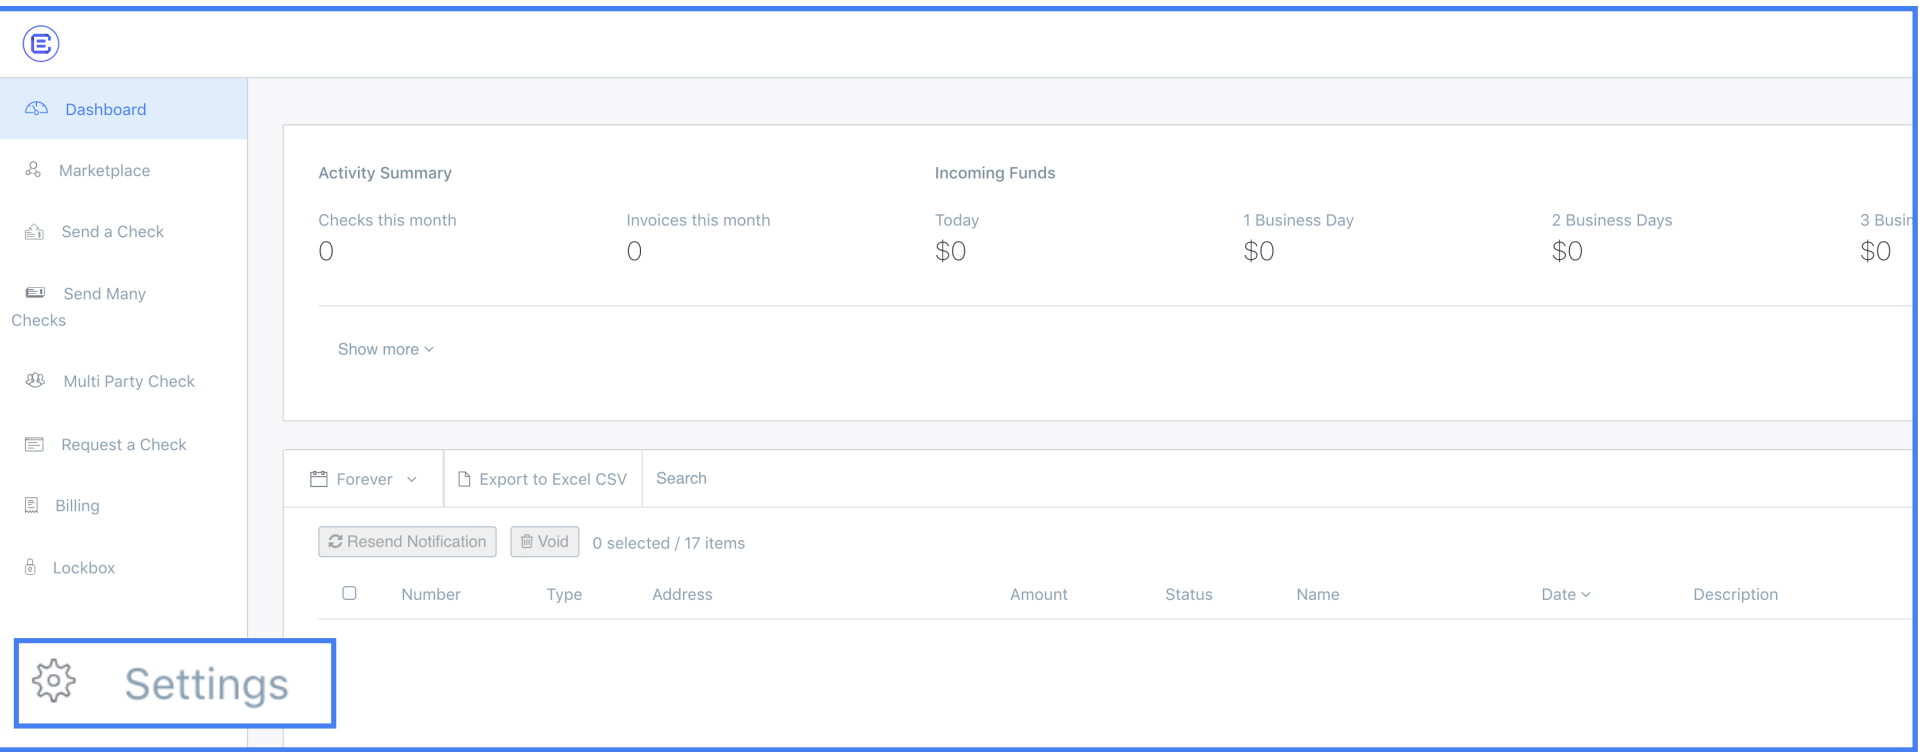 Dashboard
Marketplace
Send a Check
Send Many
Checks
Multi Party Check
Request a Check
Billing
Lockbox
Settings
Activity Summary
Incoming Funds
Checks this month
Invoices this month
Today
1 Business Day
2 Business Days
3 Busin
0
0
$0
$0
$0
$0
Show more
Forever
Export to Excel CSV
Search
Resend Notification
Void
0 selected / 17 items
Number
Type
Address
Amount
Status
Name
Date
Description